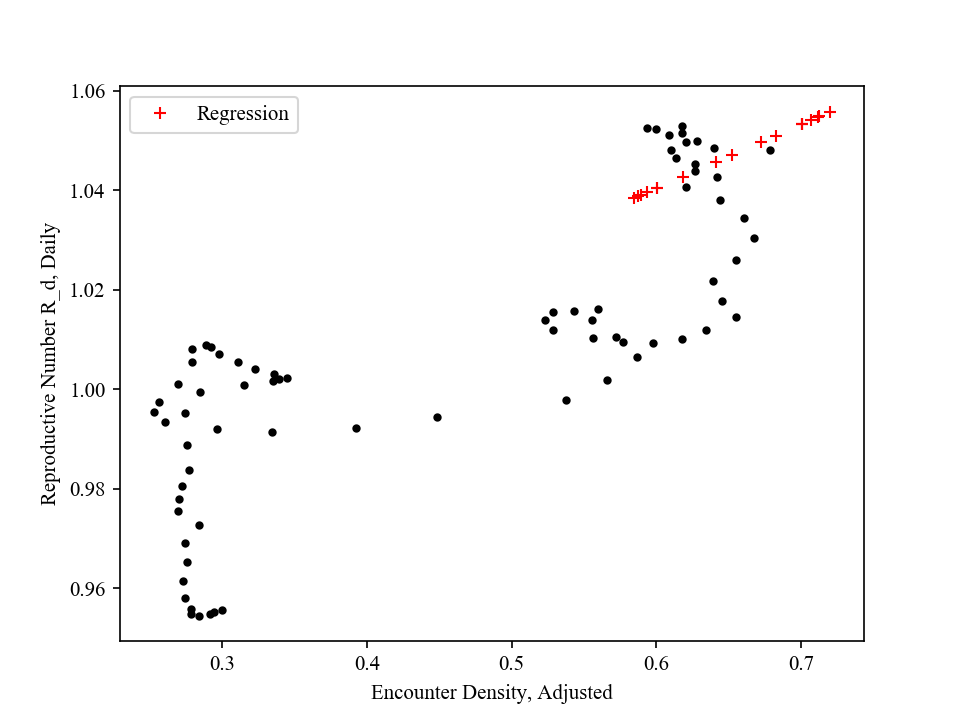 1.06
Regression
1.04
1.02
1.00
0.98
0.96
Reproductive Number R_d, Daily
0.3 0.4 0.5 0.6 0.7
Encounter Density, Adjusted